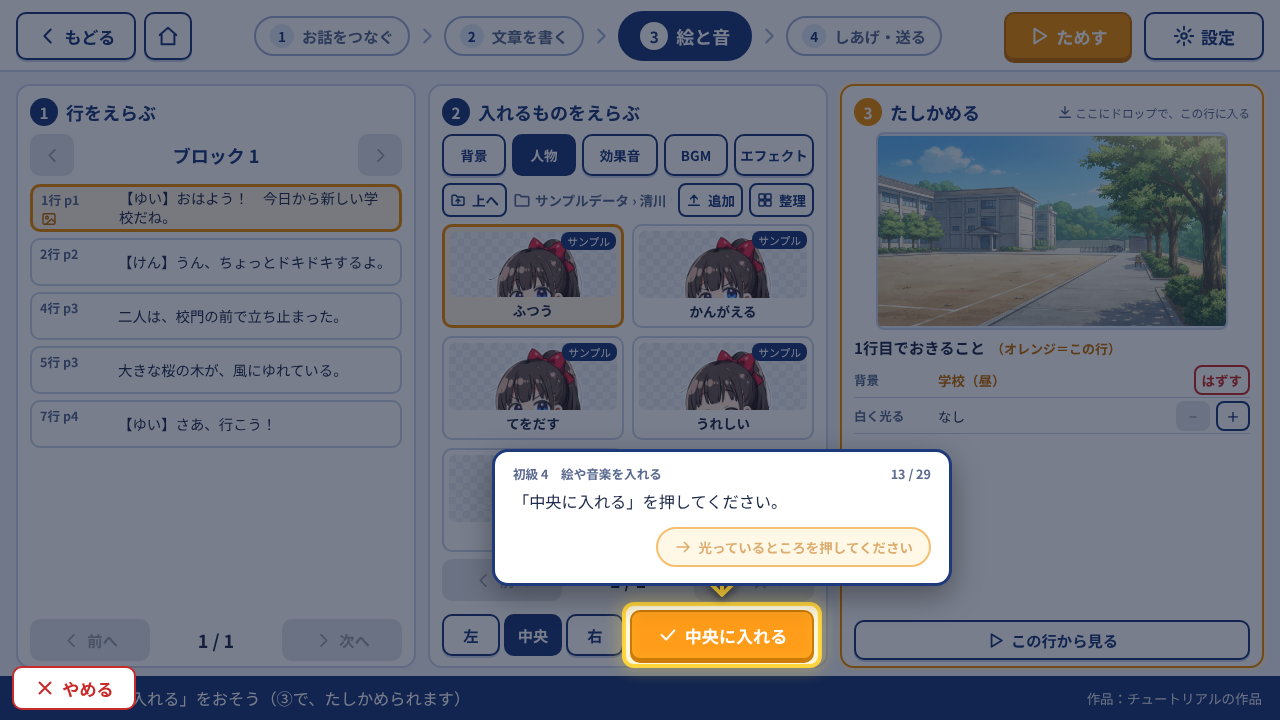 もどる
1 お話をつなぐ
2 文章を書く
3 絵と音
4 しあげ・送る
ためす
設定
1 行をえらぶ
ブロック 1
1行 p1
【ゆい】おはよう！　今日から新しい学
校だね。
2行 p2
【けん】うん、ちょっとドキドキするよ。
4行 p3
二人は、校門の前で立ち止まった。
5行 p3
大きな桜の木が、風にゆれている。
7行 p4
【ゆい】さあ、行こう！
前へ
1 / 1
次へ
2 入れるものをえらぶ
背景
人物
効果音
BGM
エフェクト
上へ
サンプルデータ › 清川
追加
整理
サンプル
ふつう
サンプル
かんがえる
サンプル
てをだす
サンプル
うれしい
左
中央
右
中央に入れる
初級 4　絵や音楽を入れる
13 / 29
「中央に入れる」を押してください。
→ 光っているところを押してください
3 たしかめる
ここにドロップで、この行に入る
1行目でおきること （オレンジ＝この行）
背景
学校（昼）
はずす
白く光る
なし
−
+
この行から見る
やめる
入れる」をおそう（③で、たしかめられます）
作品：チュートリアルの作品